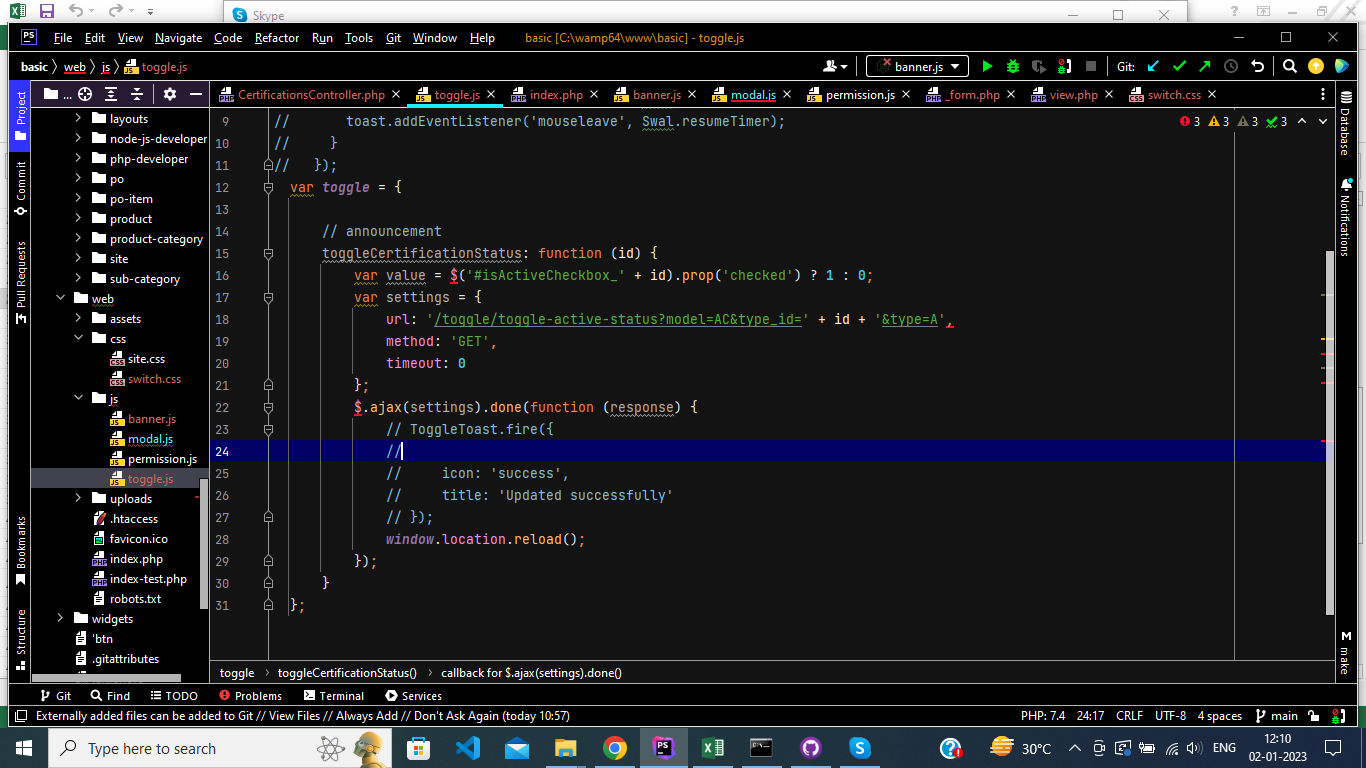 Skype
PS File Edit View Navigate Code Refactor Run Tools Git Window Help basic [C:\wamp64\www\basic] - toggle.js
basic web js toggle.js banner.js Git:
Project ... CertificationsController.php toggle.js index.php banner.js modal.js permission.js _form.php view.php switch.css
layouts
node-js-developer
php-developer
po
po-item
product
product-category
site
sub-category
web
assets
css
site.css
switch.css
js
banner.js
modal.js
permission.js
toggle.js
uploads
.htaccess
favicon.ico
index.php
index-test.php
robots.txt
widgets
'btn
.gitattributes
Commit
Pull Requests
Bookmarks
Structure
3 3 3 3
9 // toast.addEventListener('mouseleave', Swal.resumeTimer);
10 // }
11 // });
12 var toggle = {
13
14 // announcement
15 toggleCertificationStatus: function (id) {
16 var value = $('#isActiveCheckbox_' + id).prop('checked') ? 1 : 0;
17 var settings = {
18 url: '/toggle/toggle-active-status?model=AC&type_id=' + id + '&type=A',
19 method: 'GET',
20 timeout: 0
21 };
22 $.ajax(settings).done(function (response) {
23 // ToggleToast.fire({
24 //
25 // icon: 'success',
26 // title: 'Updated successfully'
27 // });
28 window.location.reload();
29 });
30 }
31 };
Database
Notifications
M make
toggle toggleCertificationStatus() callback for $.ajax(settings).done()
Git Find TODO Problems Terminal Services
Externally added files can be added to Git // View Files // Always Add // Don't Ask Again (today 10:57) PHP: 7.4 24:17 CRLF UTF-8 4 spaces main
Type here to search 30°C ENG 12:10
02-01-2023